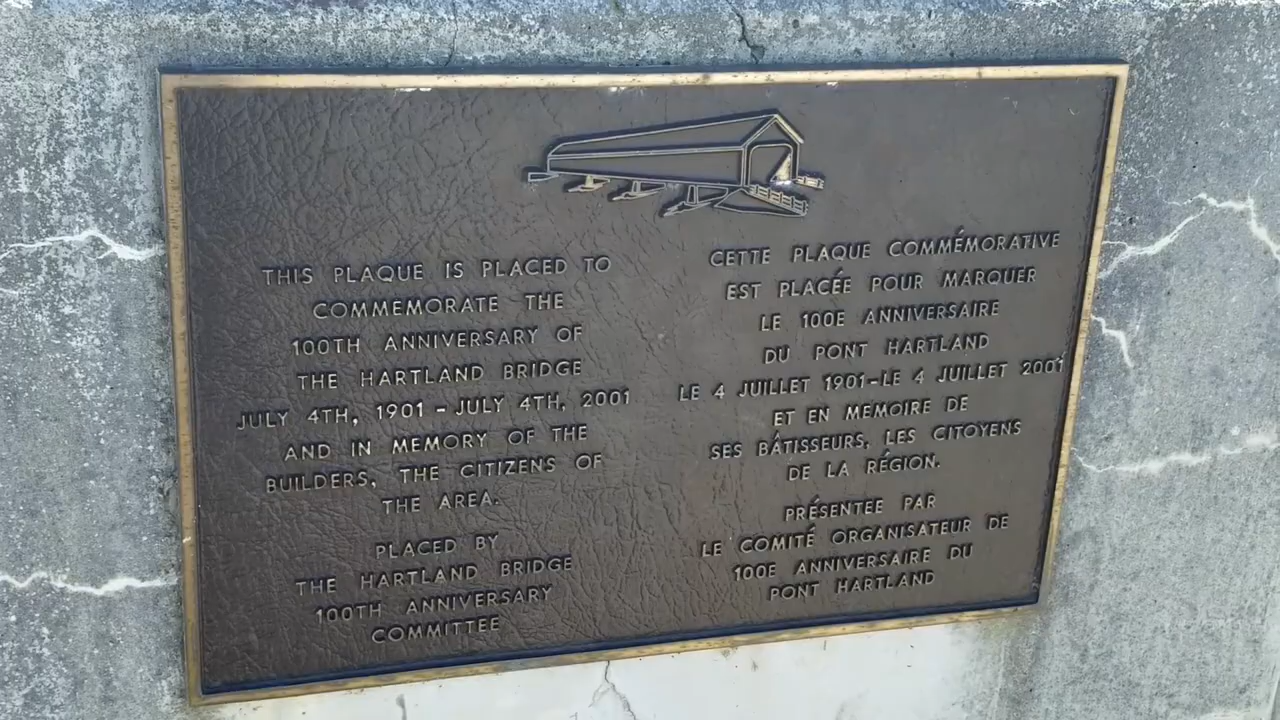 THIS PLAQUE IS PLACED TO
COMMEMORATE THE
100TH ANNIVERSARY OF
THE HARTLAND BRIDGE
JULY 4TH, 1901 - JULY 4TH, 2001
AND IN MEMORY OF THE
BUILDERS, THE CITIZENS OF
THE AREA.
PLACED BY
THE HARTLAND BRIDGE
100TH ANNIVERSARY
COMMITTEE
CETTE PLAQUE COMMÉMORATIVE
EST PLACÉE POUR MARQUER
LE 100E ANNIVERSAIRE
DU PONT HARTLAND
LE 4 JUILLET 1901-LE 4 JUILLET 2001
ET EN MEMOIRE DE
SES BÂTISSEURS, LES CITOYENS
DE LA RÉGION.
PRÉSENTEE PAR
LE COMITÉ ORGANISATEUR DE
100E ANNIVERSAIRE DU
PONT HARTLAND